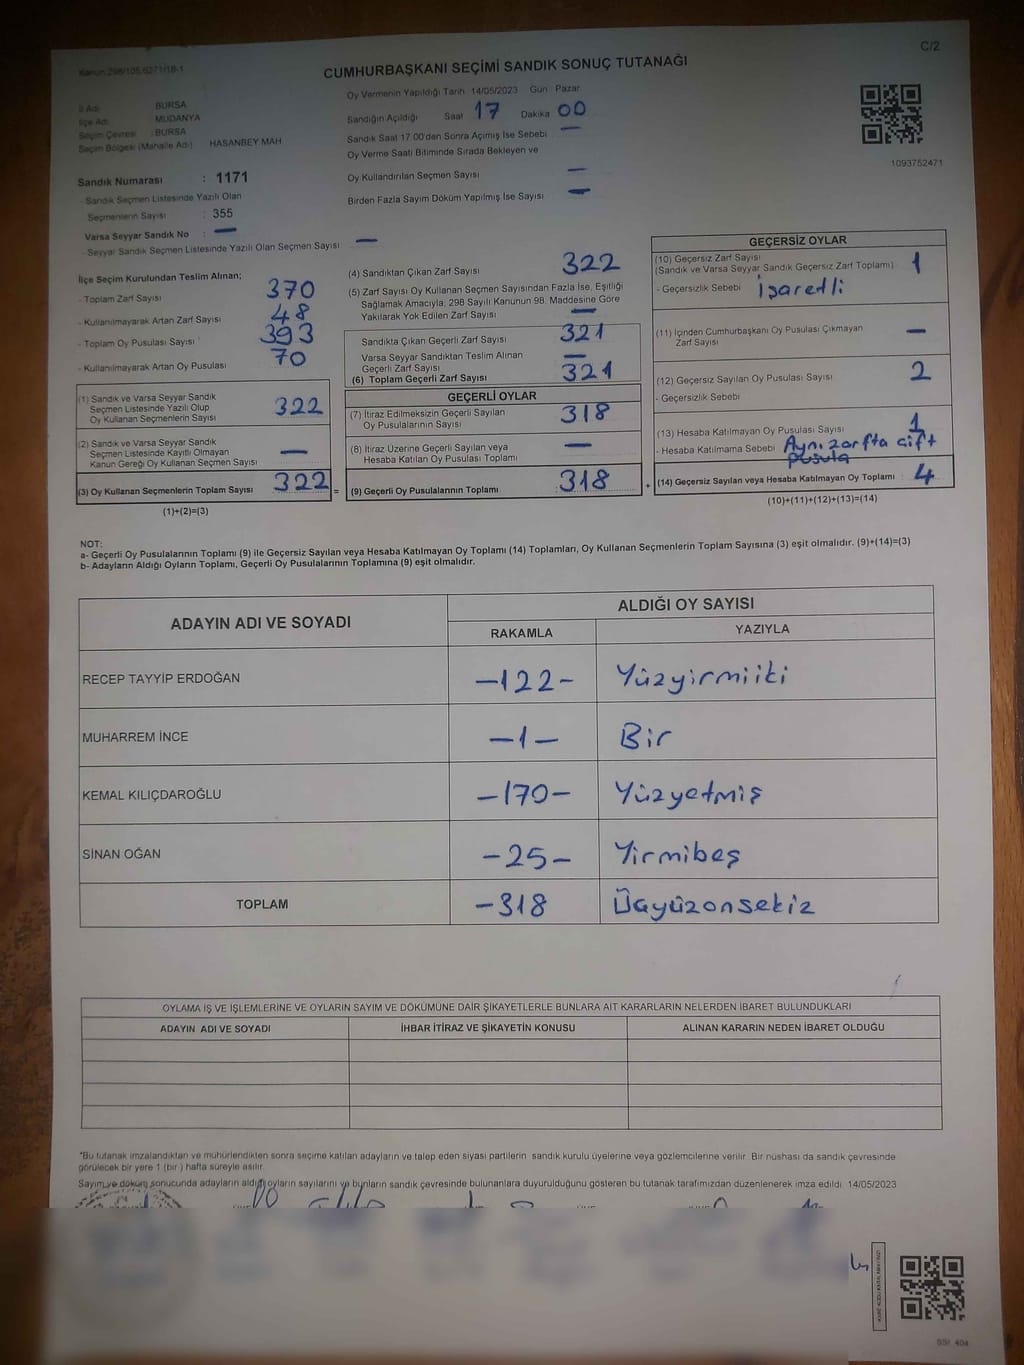 C/2
Kanun:298/105,6271/18-1
CUMHURBAŞKANI SEÇİMİ SANDIK SONUÇ TUTANAĞI
İl Adı : BURSA
İlçe Adı : MUDANYA
Seçim Çevresi : BURSA
Seçim Bölgesi (Mahalle Adı) : HASANBEY MAH
Sandık Numarası : 1171
- Sandık Seçmen Listesinde Yazılı Olan
Seçmenlerin Sayısı : 355
Varsa Seyyar Sandık No : —
- Seyyar Sandık Seçmen Listesinde Yazılı Olan Seçmen Sayısı —
Oy Vermenin Yapıldığı Tarih 14/05/2023 Gün Pazar
Sandığın Açıldığı Saat 17 Dakika 00
Sandık Saat 17.00'den Sonra Açımış İse Sebebi —
Oy Verme Saati Bitiminde Sırada Bekleyen ve
Oy Kullandırılan Seçmen Sayısı —
Birden Fazla Sayım Döküm Yapılmış İse Sayısı —
1093752471
İlçe Seçim Kurulundan Teslim Alınan;
- Toplam Zarf Sayısı 370
- Kullanılmayarak Artan Zarf Sayısı 48
- Toplam Oy Pusulası Sayısı 393
- Kullanılmayarak Artan Oy Pusulası 70
(1) Sandık ve Varsa Seyyar Sandık
Seçmen Listesinde Yazılı Olup
Oy Kullanan Seçmenlerin Sayısı 322
(2) Sandık ve Varsa Seyyar Sandık
Seçmen Listesinde Kayıtlı Olmayan
Kanun Gereği Oy Kullanan Seçmen Sayısı —
(3) Oy Kullanan Seçmenlerin Toplam Sayısı 322 =
(1)+(2)=(3)
(4) Sandıktan Çıkan Zarf Sayısı 322
(5) Zarf Sayısı Oy Kullanan Seçmen Sayısından Fazla İse, Eşitliği
Sağlamak Amacıyla; 298 Sayılı Kanunun 98. Maddesine Göre
Yakılarak Yok Edilen Zarf Sayısı —
Sandıkta Çıkan Geçerli Zarf Sayısı 321
Varsa Seyyar Sandıktan Teslim Alınan
Geçerli Zarf Sayısı —
(6) Toplam Geçerli Zarf Sayısı 321
GEÇERLİ OYLAR
(7) İtiraz Edilmeksizin Geçerli Sayılan
Oy Pusulalarının Sayısı 318
(8) İtiraz Üzerine Geçerli Sayılan veya
Hesaba Katılan Oy Pusulası Toplamı —
(9) Geçerli Oy Pusulalarının Toplamı : 318 +
GEÇERSİZ OYLAR
(10) Geçersiz Zarf Sayısı 1
(Sandık ve Varsa Seyyar Sandık Geçersiz Zarf Toplamı)
- Geçersizlik Sebebi İşaretli
(11) İçinden Cumhurbaşkanı Oy Pusulası Çıkmayan
Zarf Sayısı —
(12) Geçersiz Sayılan Oy Pusulası Sayısı 2
- Geçersizlik Sebebi
(13) Hesaba Katılmayan Oy Pusulası Sayısı 1
- Hesaba Katılmama Sebebi Aynı zarfta çift
pusula
(14) Geçersiz Sayılan veya Hesaba Katılmayan Oy Toplamı : 4
(10)+(11)+(12)+(13)=(14)
NOT:
a- Geçerli Oy Pusulalarının Toplamı (9) ile Geçersiz Sayılan veya Hesaba Katılmayan Oy Toplamı (14) Toplamları, Oy Kullanan Seçmenlerin Toplam Sayısına (3) eşit olmalıdır. (9)+(14)=(3)
b- Adayların Aldığı Oyların Toplamı, Geçerli Oy Pusulalarının Toplamına (9) eşit olmalıdır.
ADAYIN ADI VE SOYADI ALDIĞI OY SAYISI
RAKAMLA YAZIYLA
RECEP TAYYİP ERDOĞAN -122- Yüzyirmiiki
MUHARREM İNCE -1- Bir
KEMAL KILIÇDAROĞLU -170- Yüzyetmiş
SİNAN OĞAN -25- Yirmibeş
TOPLAM -318 Üçyüzonsekiz
OYLAMA İŞ VE İŞLEMLERİNE VE OYLARIN SAYIM VE DÖKÜMÜNE DAİR ŞİKAYETLERLE BUNLARA AİT KARARLARIN NELERDEN İBARET BULUNDUKLARI
ADAYIN ADI VE SOYADI İHBAR İTİRAZ VE ŞİKAYETİN KONUSU ALINAN KARARIN NEDEN İBARET OLDUĞU
*Bu tutanak imzalandıktan ve mühürlendikten sonra seçime katılan adayların ve talep eden siyasi partilerin sandık kurulu üyelerine veya gözlemcilerine verilir. Bir nüshası da sandık çevresinde
görülecek bir yere 1 (bir) hafta süreyle asılır.
Sayım ve döküm sonucunda adayların aldığı oyların sayılarını ve bunların sandık çevresinde bulunanlara duyurulduğunu gösteren bu tutanak tarafımızdan düzenlenerek imza edildi. 14/05/2023